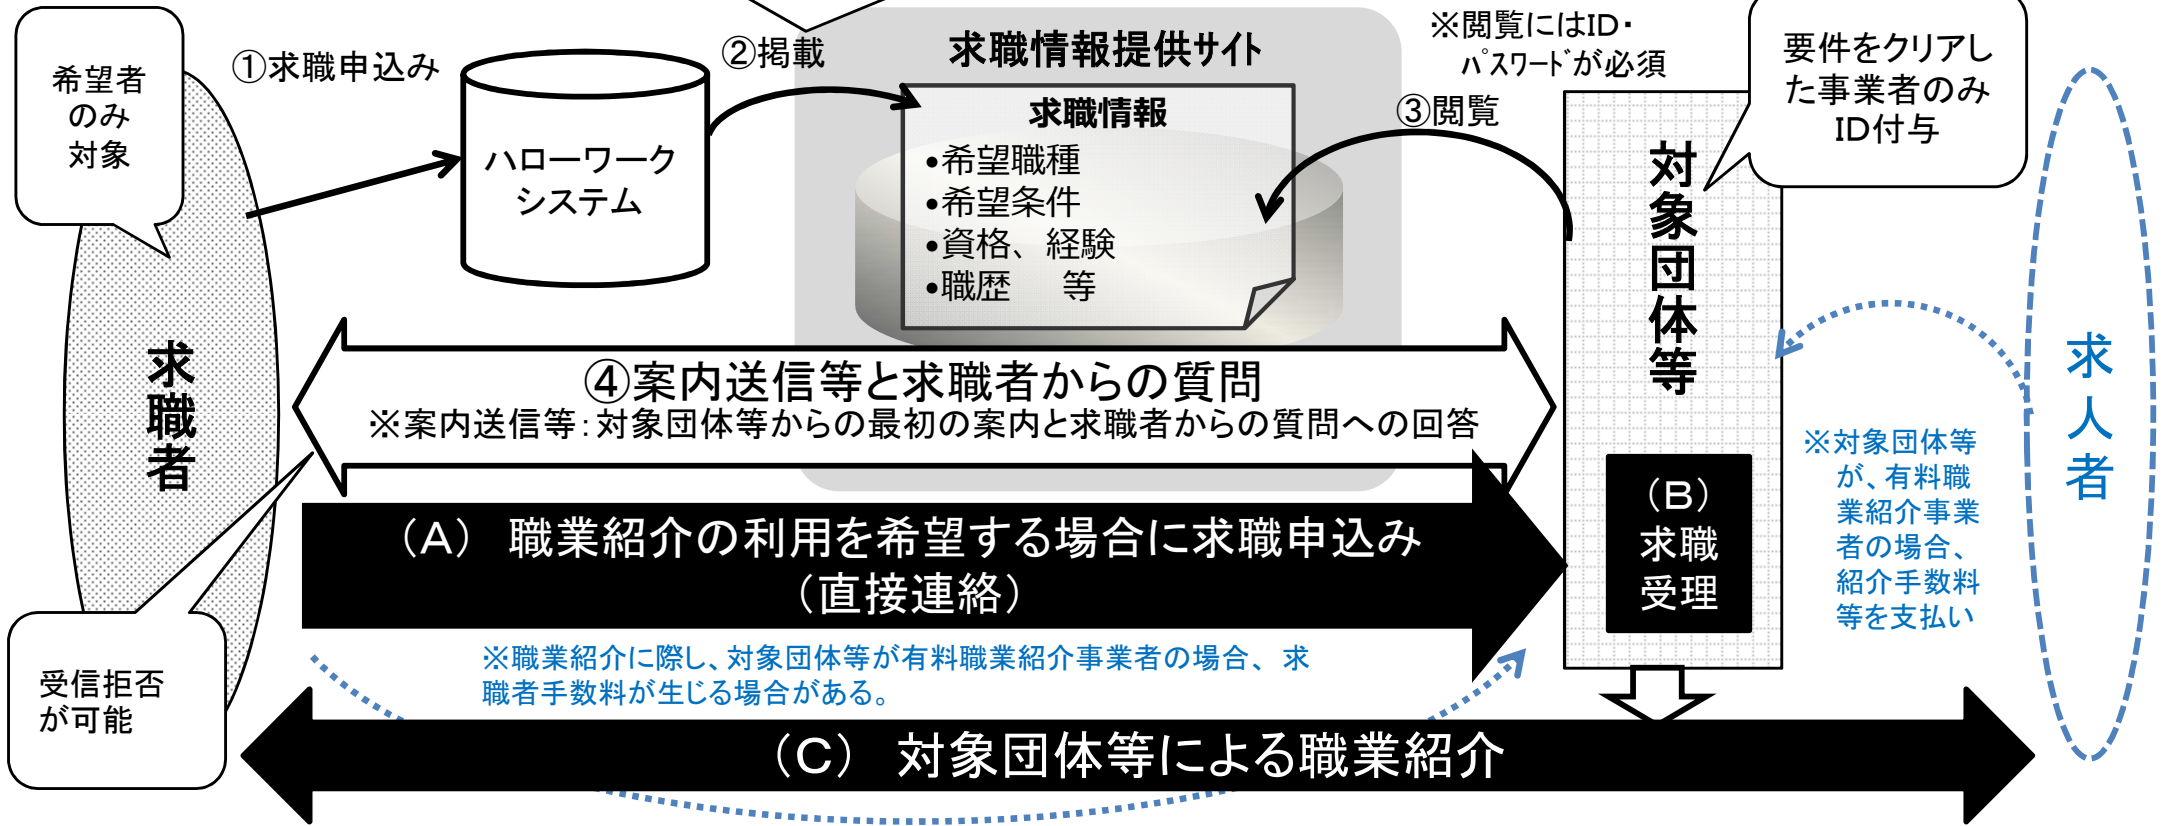 希望者
のみ
対象
①求職申込み
ハローワーク
システム
②掲載
求職情報提供サイト
求職情報
•希望職種
•希望条件
•資格、経験
•職歴　等
※閲覧にはID・
パスワードが必須
③閲覧
要件をクリアし
た事業者のみ
ID付与
対象団体等
求職者
求人者
④案内送信等と求職者からの質問
※案内送信等：対象団体等からの最初の案内と求職者からの質問への回答
（A）　職業紹介の利用を希望する場合に求職申込み
（直接連絡）
（B）
求職
受理
※対象団体等
が、有料職
業紹介事業
者の場合、
紹介手数料
等を支払い
受信拒否
が可能
※職業紹介に際し、対象団体等が有料職業紹介事業者の場合、求
職者手数料が生じる場合がある。
（C）　対象団体等による職業紹介